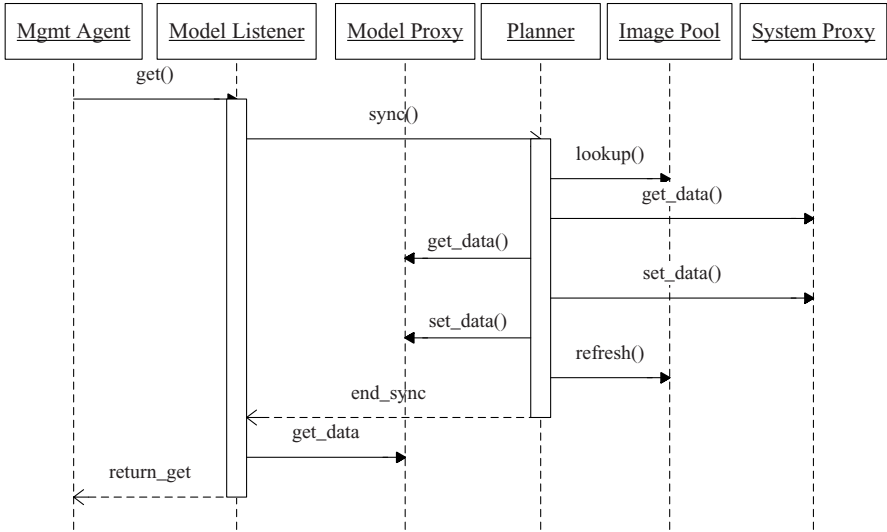 Mgmt Agent Model Listener Model Proxy Planner Image Pool System Proxy
get()
sync()
lookup()
get_data()
get_data()
set_data()
set_data()
refresh()
end_sync
get_data
return_get